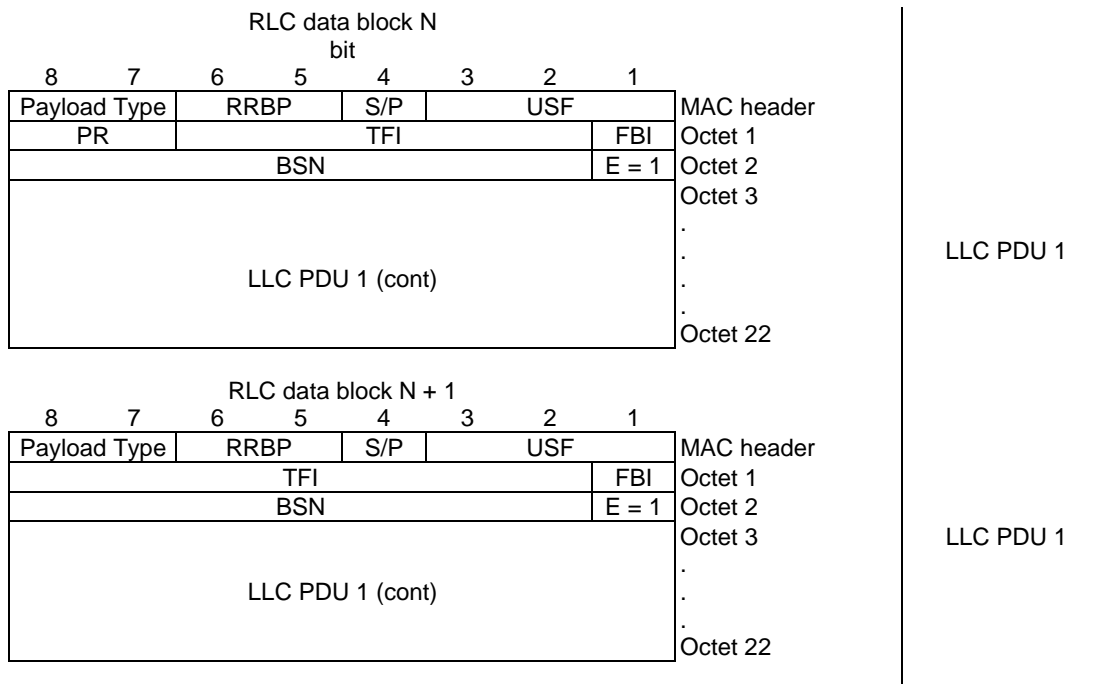 RLC data block N
bit
8 7 6 5 4 3 2 1
Payload Type RRBP S/P USF MAC header
PR TFI FBI Octet 1
BSN E = 1 Octet 2
Octet 3
.
.
LLC PDU 1
LLC PDU 1 (cont)
.
.
Octet 22
RLC data block N + 1
8 7 6 5 4 3 2 1
Payload Type RRBP S/P USF MAC header
TFI FBI Octet 1
BSN E = 1 Octet 2
Octet 3 LLC PDU 1
.
LLC PDU 1 (cont) .
.
Octet 22